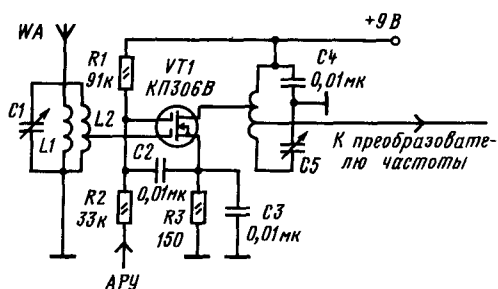 WA
+9 В
R1
91к
VT1
КП306В
C4
0,01мк
C1
L1
L2
C2
0,01мк
C5
К преобразовате-
лю частоты
R2
33к
R3
150
C3
0,01мк
АРУ